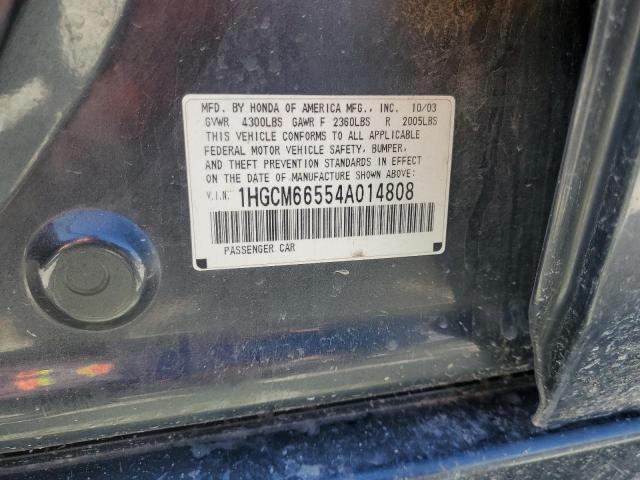 MFD. BY HONDA OF AMERICA MFG., INC. 10/03
GVWR 4300LBS GAWR F 2360LBS R 2005LBS
THIS VEHICLE CONFORMS TO ALL APPLICABLE
FEDERAL MOTOR VEHICLE SAFETY, BUMPER,
AND THEFT PREVENTION STANDARDS IN EFFECT
ON THE DATE OF MANUFACTURE SHOWN ABOVE.
V.I.N: 1HGCM66554A014808
PASSENGER CAR